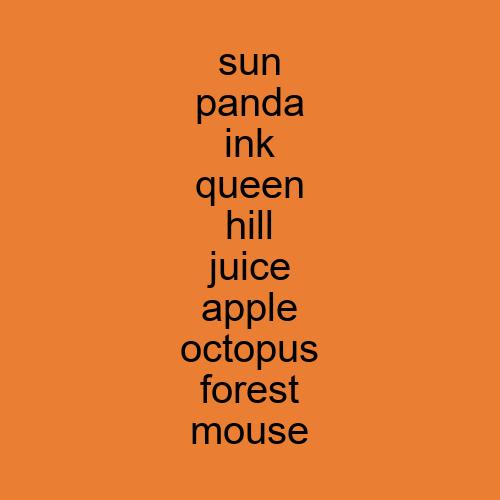 sun
panda
ink
queen
hill
juice
apple
octopus
forest
mouse